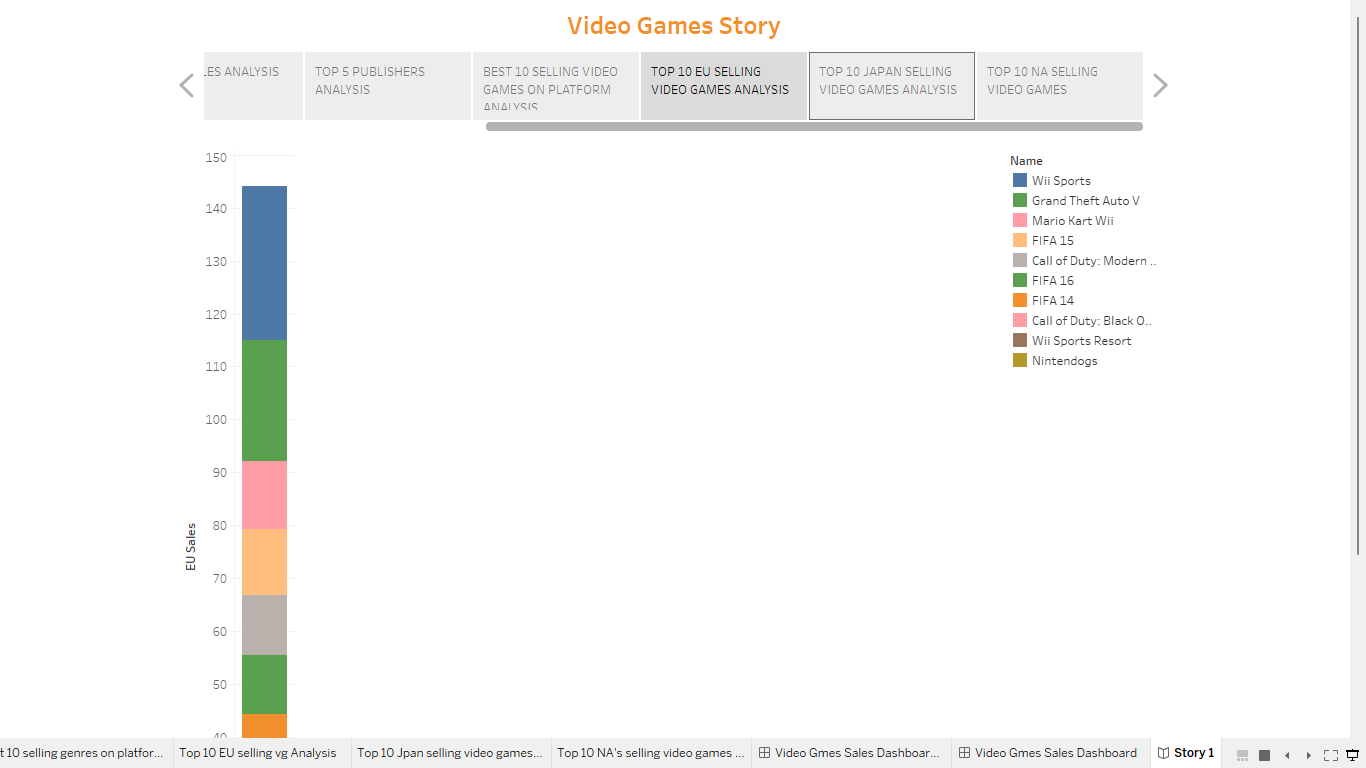 Video Games Story
LES ANALYSIS
TOP 5 PUBLISHERS
ANALYSIS
BEST 10 SELLING VIDEO
GAMES ON PLATFORM
ANALYSIS
TOP 10 EU SELLING
VIDEO GAMES ANALYSIS
TOP 10 JAPAN SELLING
VIDEO GAMES ANALYSIS
TOP 10 NA SELLING
VIDEO GAMES
150
140
130
120
110
100
90
80
70
60
50
40
EU Sales
Name
Wii Sports
Grand Theft Auto V
Mario Kart Wii
FIFA 15
Call of Duty: Modern ..
FIFA 16
FIFA 14
Call of Duty: Black O..
Wii Sports Resort
Nintendogs
t 10 selling genres on platfor...
Top 10 EU selling vg Analysis
Top 10 Jpan selling video games...
Top 10 NA's selling video games ...
Video Gmes Sales Dashboar...
Video Gmes Sales Dashboard
Story 1